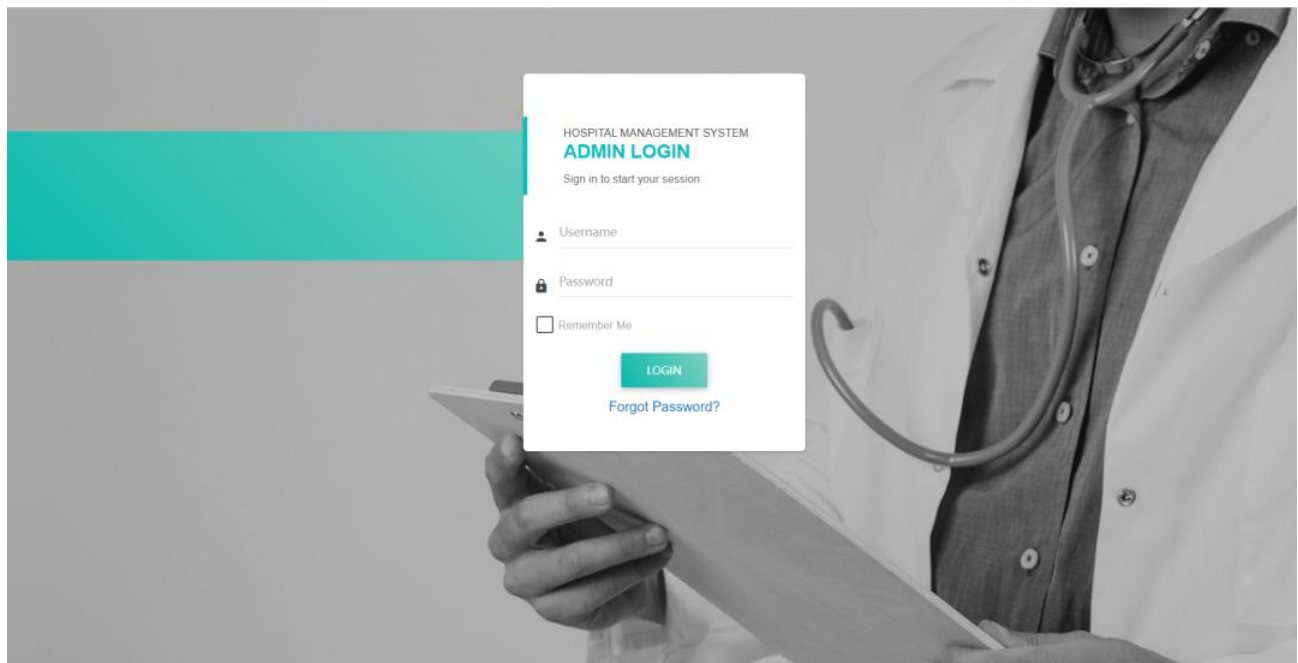 HOSPITAL MANAGEMENT SYSTEM
ADMIN LOGIN
Sign in to start your session
Username
Password
Remember Me
LOGIN
Forgot Password?